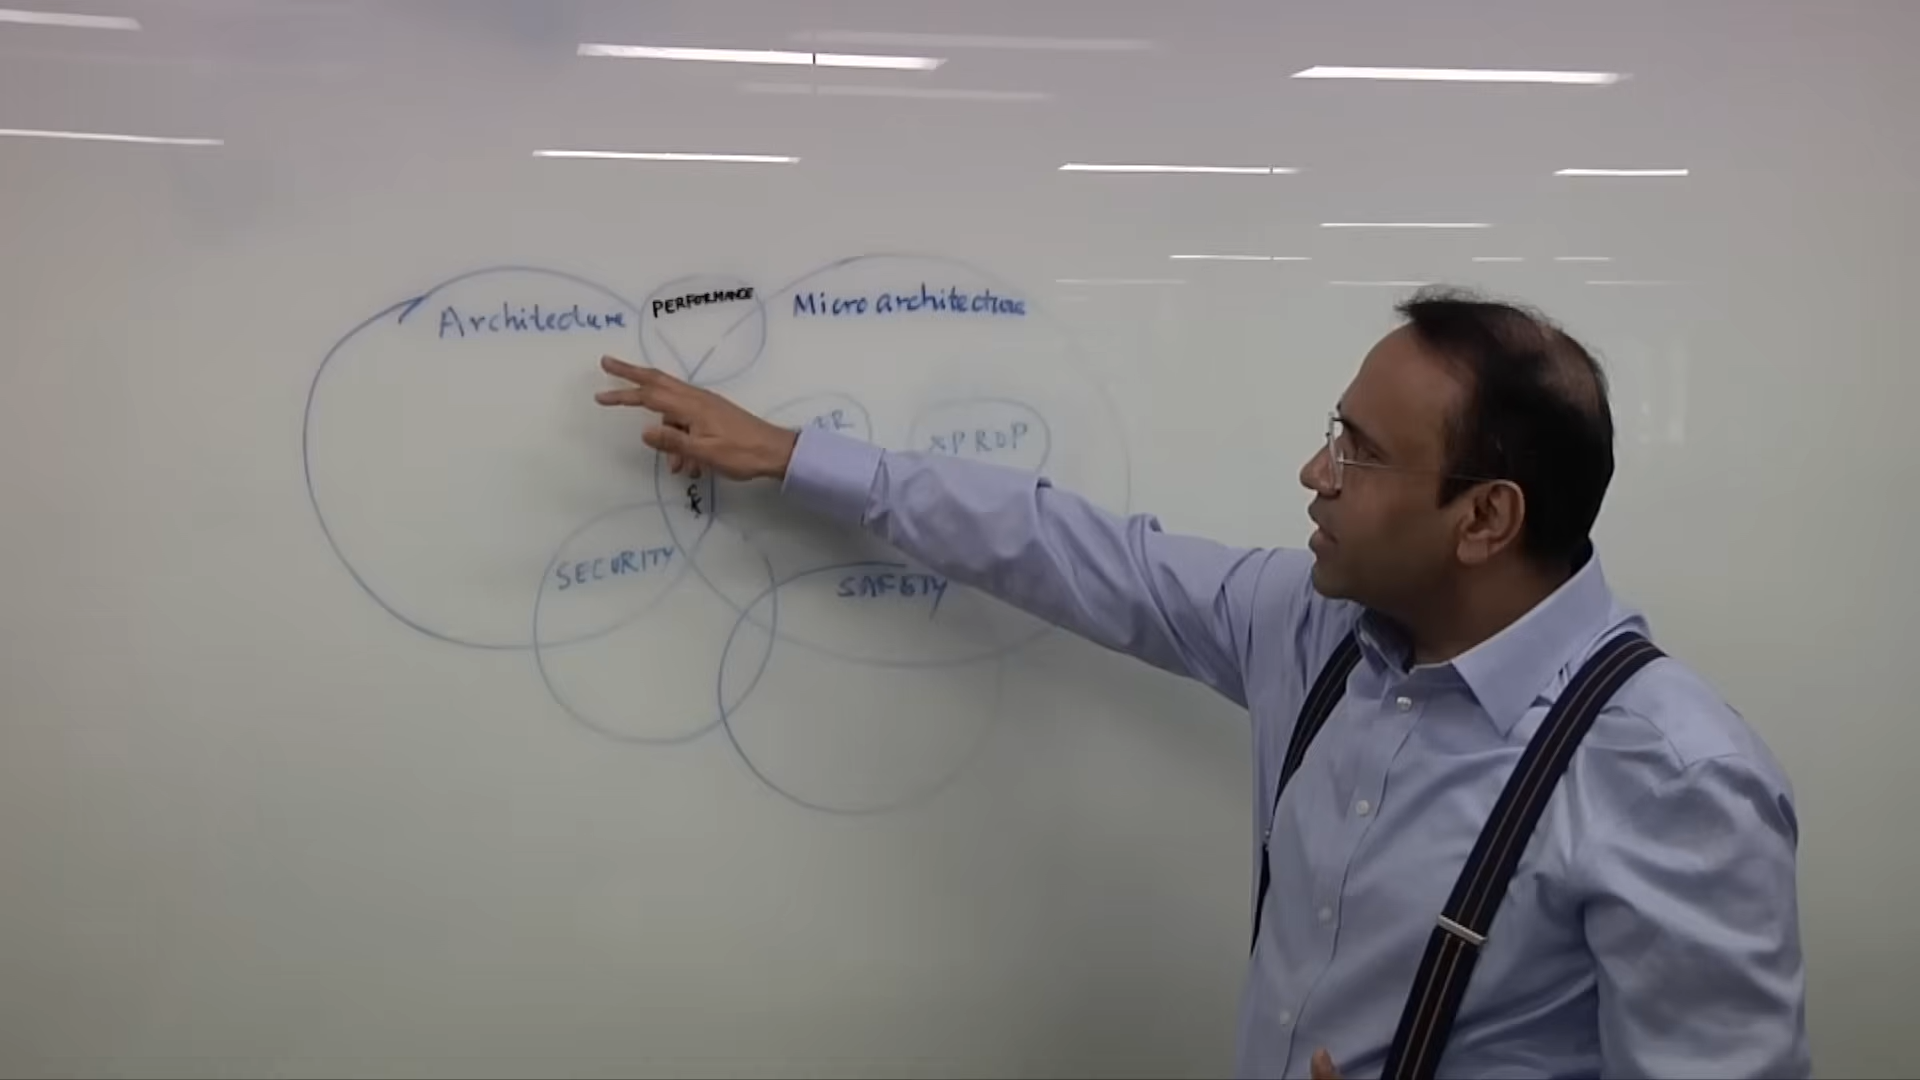 Architecture
PERFORMANCE
Micro architecture
XPROP
SECURITY
SAFETY